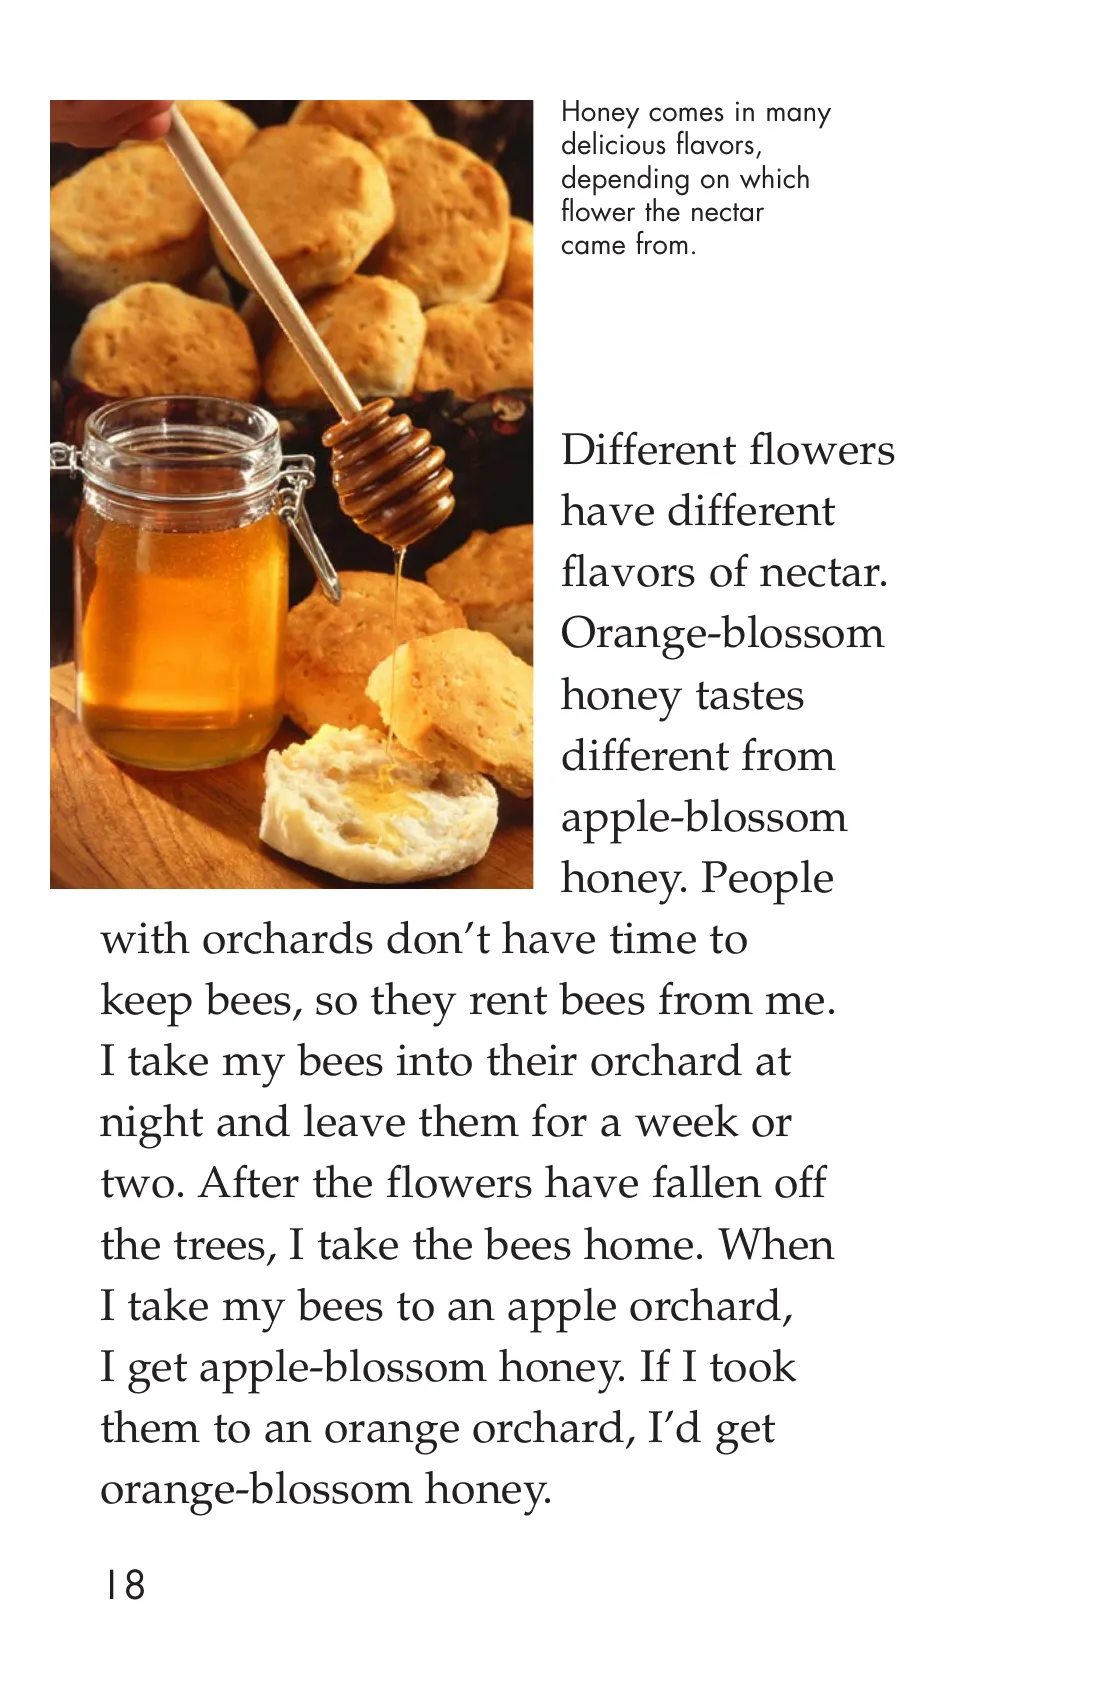 Honey comes in many
delicious flavors,
depending on which
flower the nectar
came from.
Different flowers
have different
flavors of nectar.
Orange-blossom
honey tastes
different from
apple-blossom
honey. People
with orchards don’t have time to
keep bees, so they rent bees from me.
I take my bees into their orchard at
night and leave them for a week or
two. After the flowers have fallen off
the trees, I take the bees home. When
I take my bees to an apple orchard,
I get apple-blossom honey. If I took
them to an orange orchard, I’d get
orange-blossom honey.
18